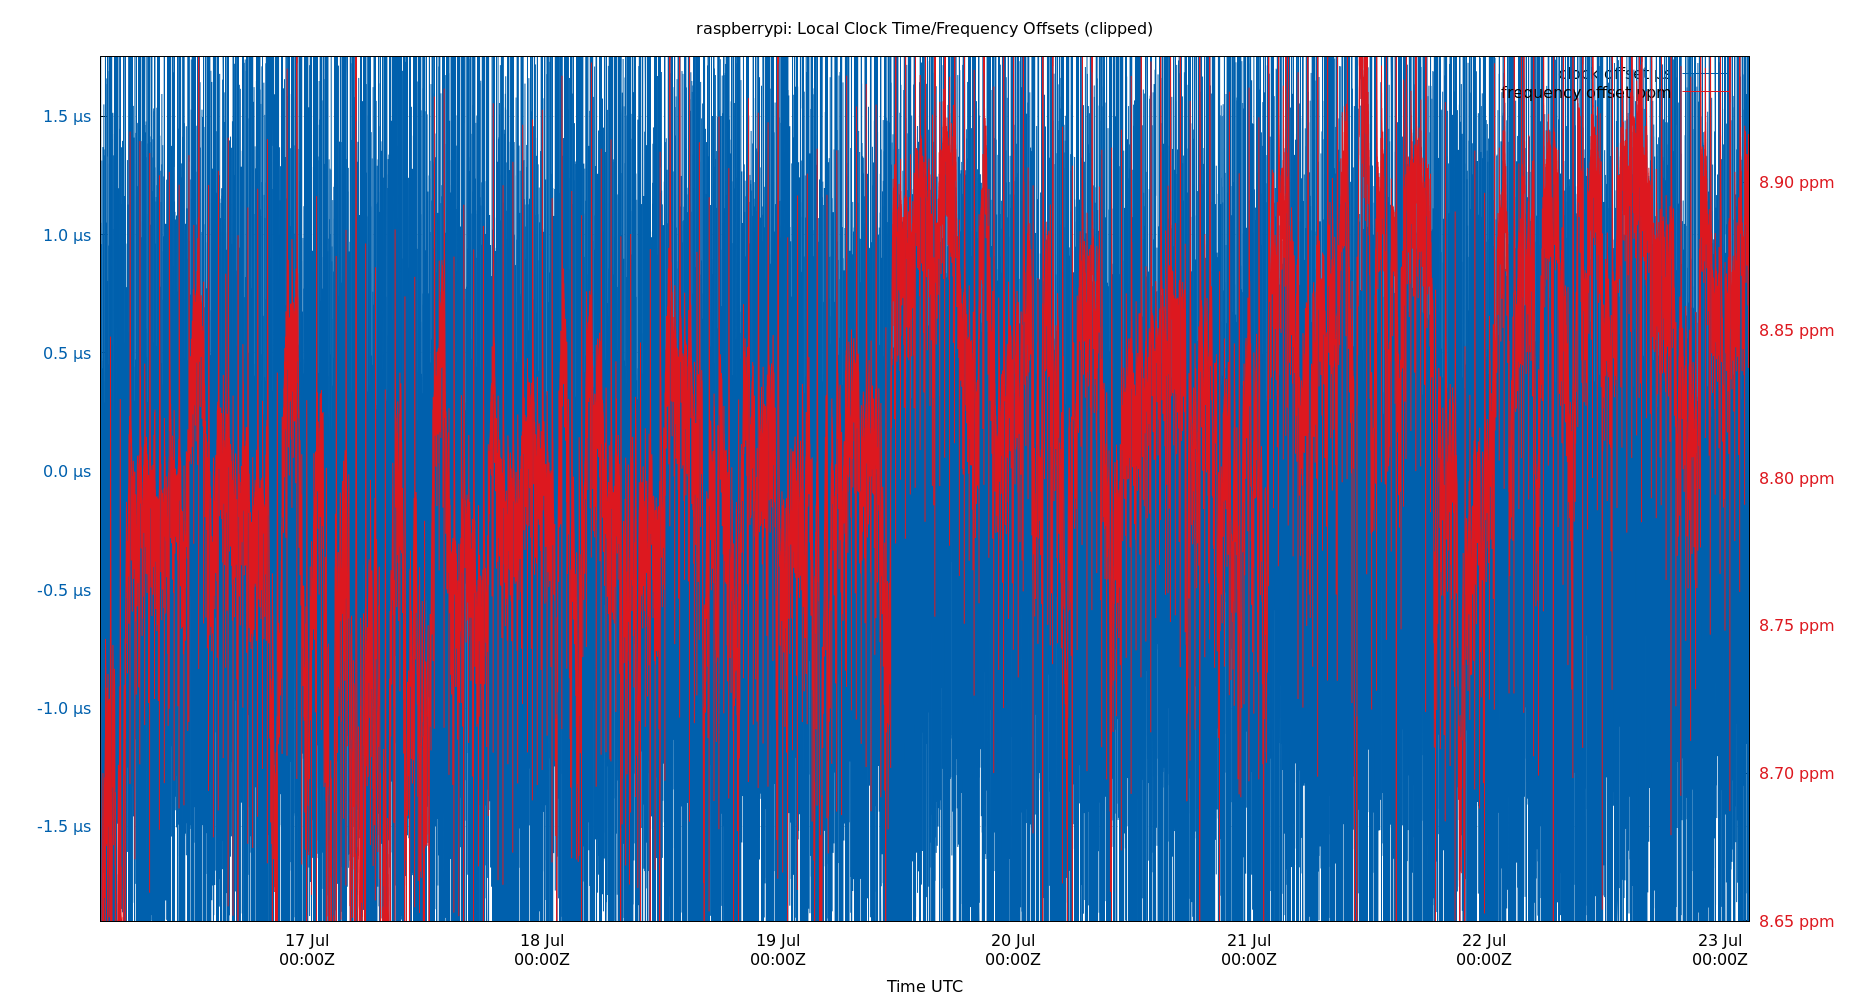 raspberrypi: Local Clock Time/Frequency Offsets (clipped)
clock offset µs
frequency offset ppm
1.5 µs
1.0 µs
0.5 µs
0.0 µs
-0.5 µs
-1.0 µs
-1.5 µs
8.90 ppm
8.85 ppm
8.80 ppm
8.75 ppm
8.70 ppm
8.65 ppm
17 Jul
00:00Z
18 Jul
00:00Z
19 Jul
00:00Z
20 Jul
00:00Z
21 Jul
00:00Z
22 Jul
00:00Z
23 Jul
00:00Z
Time UTC